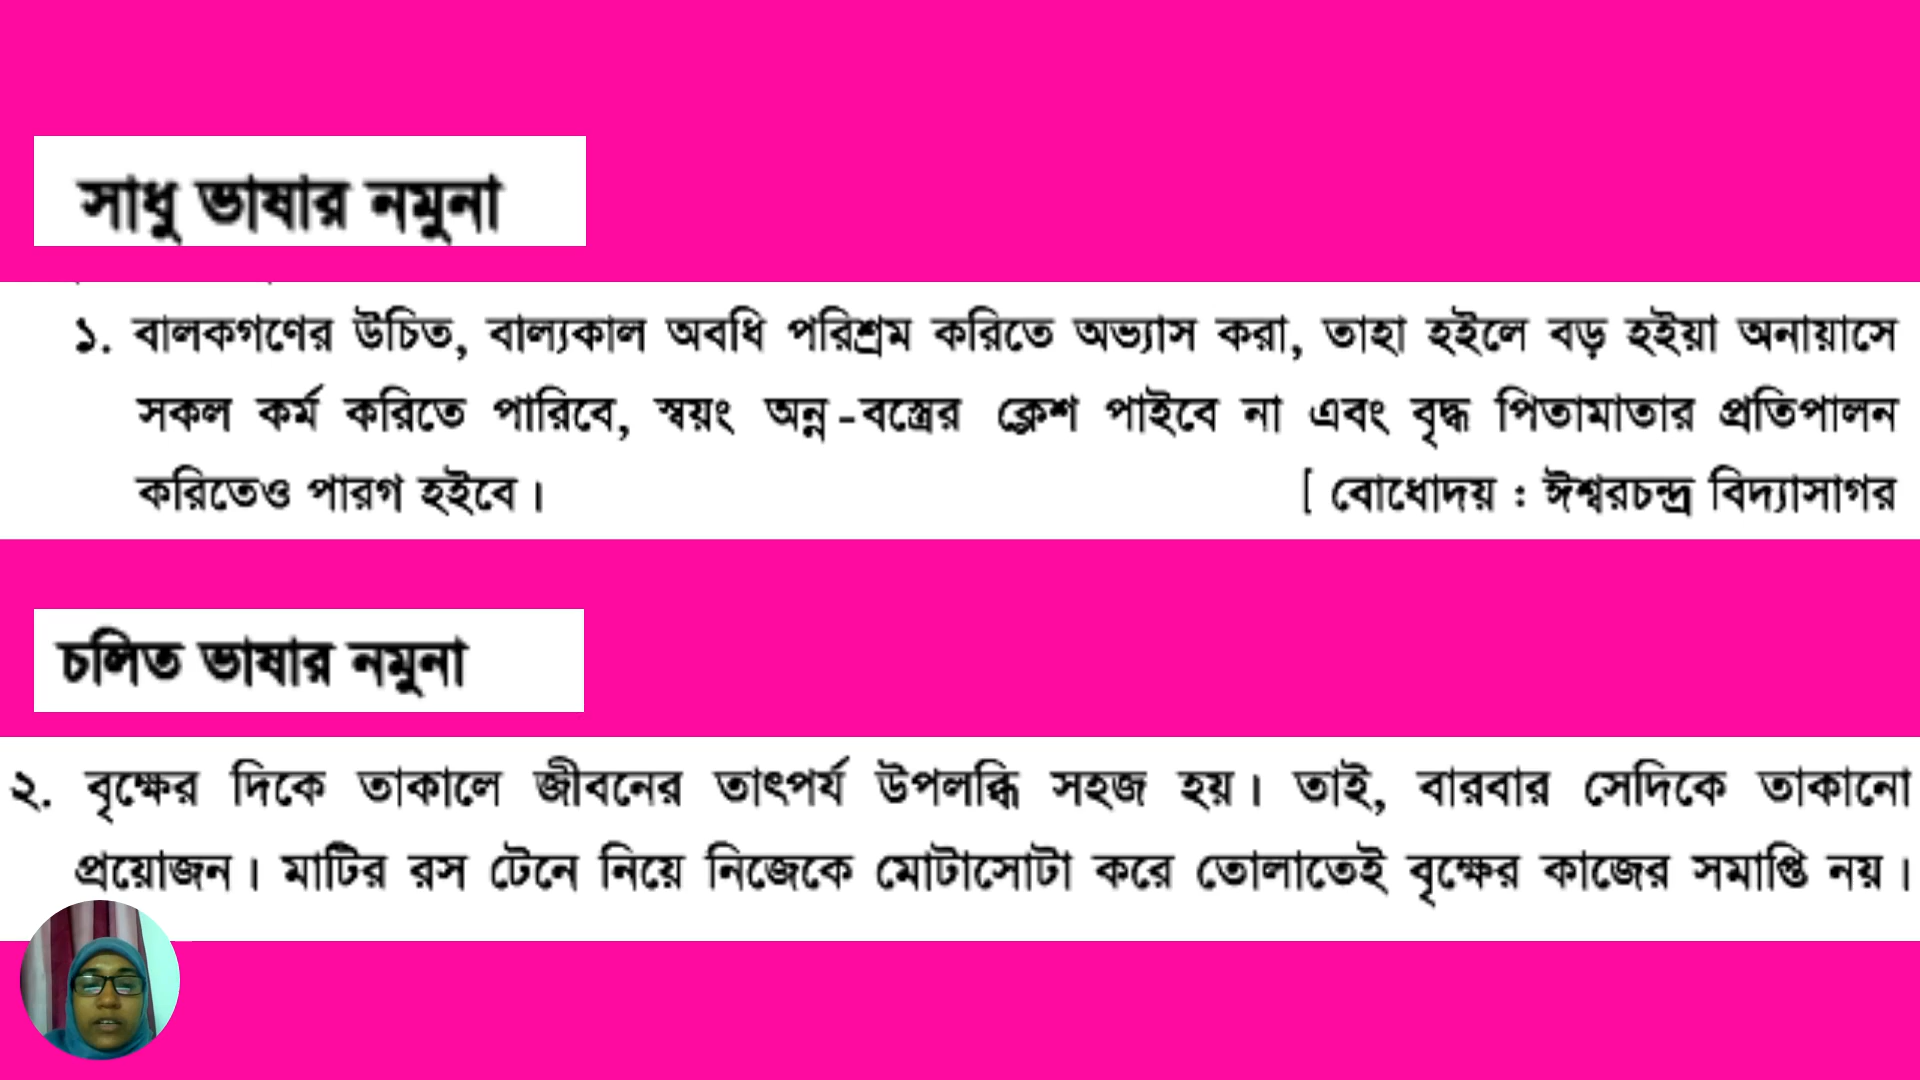 সাধু ভাষার নমুনা
১. বালকগণের উচিত, বাল্যকাল অবধি পরিশ্রম করিতে অভ্যাস করা, তাহা হইলে বড় হইয়া অনায়াসে
সকল কর্ম করিতে পারিবে, স্বয়ং অন্ন-বস্ত্রের ক্লেশ পাইবে না এবং বৃদ্ধ পিতামাতার প্রতিপালন
করিতেও পারগ হইবে। [ বোধোদয় : ঈশ্বরচন্দ্র বিদ্যাসাগর
চলিত ভাষার নমুনা
২. বৃক্ষের দিকে তাকালে জীবনের তাৎপর্য উপলব্ধি সহজ হয়। তাই, বারবার সেদিকে তাকানো
প্রয়োজন। মাটির রস টেনে নিয়ে নিজেকে মোটাসোটা করে তোলাতেই বৃক্ষের কাজের সমাপ্তি নয়।